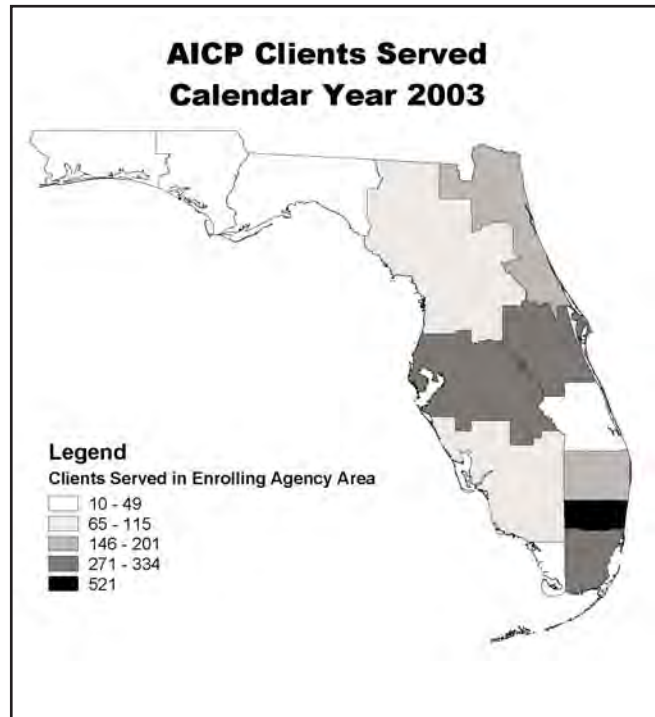 AICP Clients Served
Calendar Year 2003
Legend
Clients Served in Enrolling Agency Area
10 - 49
65 - 115
146 - 201
271 - 334
521